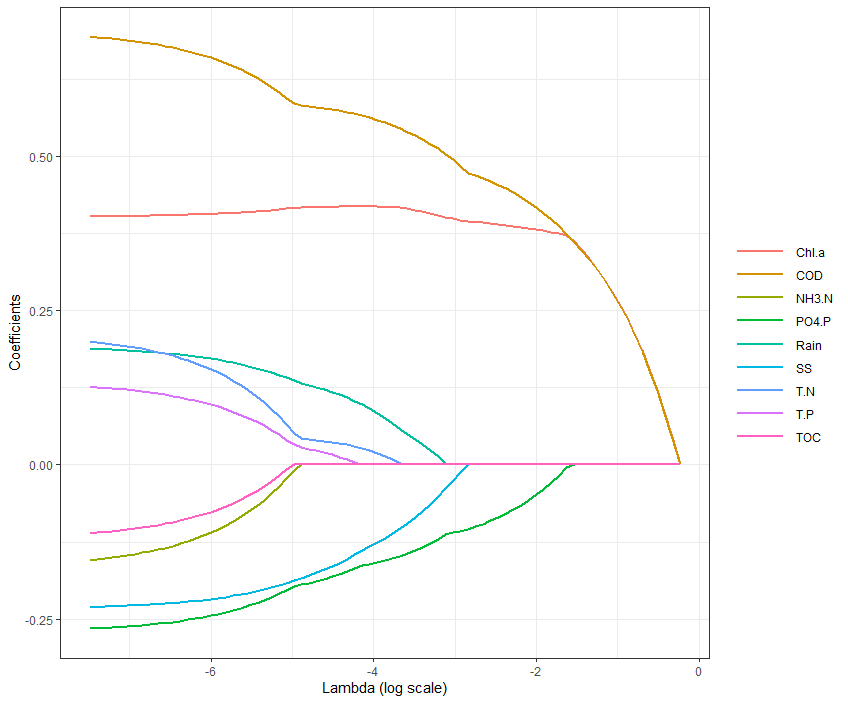 0.50
0.25
0.00
-0.25
Coefficients
-6
-4
-2
0
Lambda (log scale)
Chl.a
COD
NH3.N
PO4.P
Rain
SS
T.N
T.P
TOC